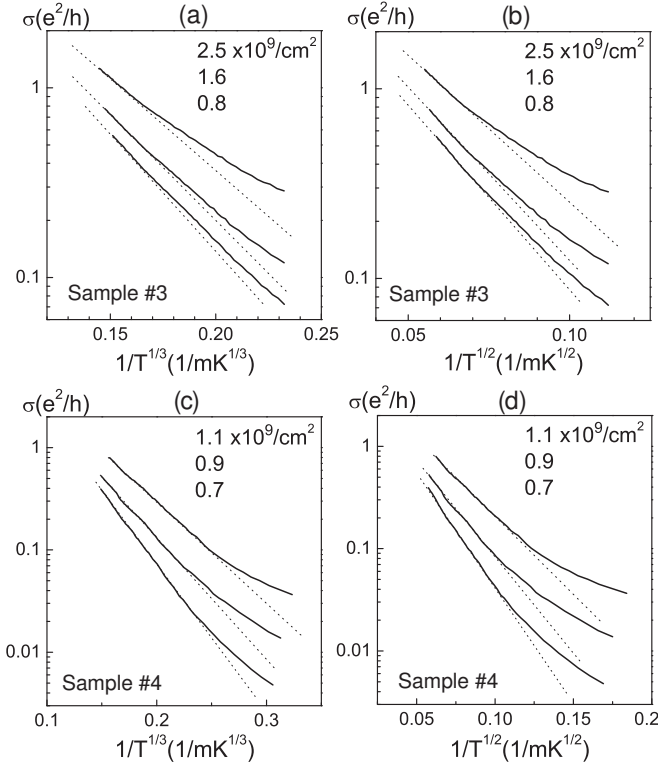 (a)
σ(e²/h)
2.5 x10⁹/cm²
1.6
0.8
1
0.1
Sample #3
0.15 0.20 0.25
1/T^1/3(1/mK^1/3)
(b)
σ(e²/h)
2.5 x10⁹/cm²
1.6
0.8
1
0.1
Sample #3
0.05 0.10
1/T^1/2(1/mK^1/2)
(c)
σ(e²/h)
1.1 x10⁹/cm²
0.9
0.7
1
0.1
0.01
Sample #4
0.1 0.2 0.3
1/T^1/3(1/mK^1/3)
(d)
σ(e²/h)
1.1 x10⁹/cm²
0.9
0.7
1
0.1
0.01
Sample #4
0.05 0.10 0.15 0.2
1/T^1/2(1/mK^1/2)